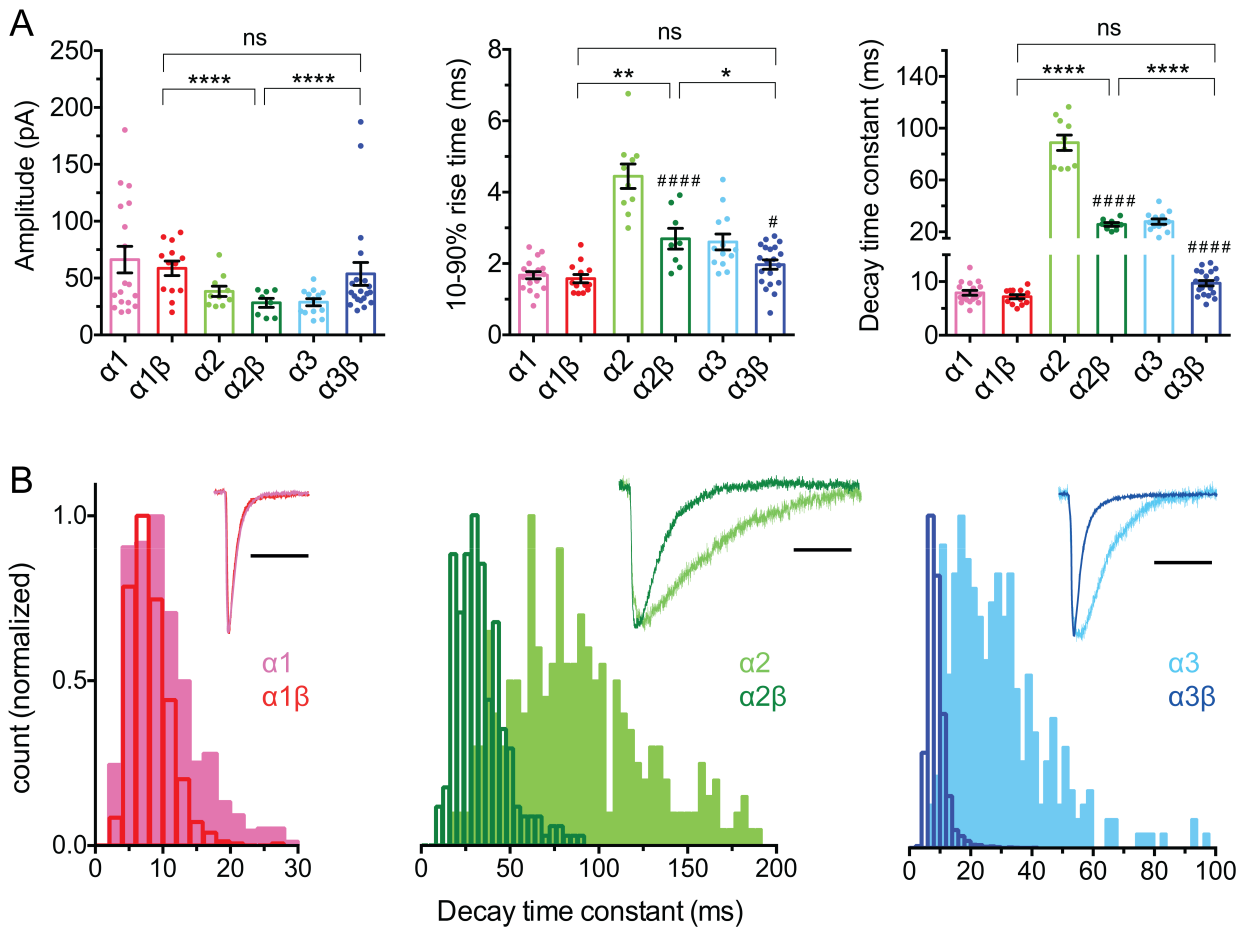 A
Amplitude (pA)
250
200
150
100
50
0
ns
**** ****
α1 α1β α2 α2β α3 α3β
10-90% rise time (ms)
8
6
4
2
0
ns
** *
####
#
α1 α1β α2 α2β α3 α3β
Decay time constant (ms)
140
100
60
20
10
0
ns
**** ****
####
####
α1 α1β α2 α2β α3 α3β
B
count (normalized)
1.0
0.5
0.0
α1
α1β
0 10 20 30
α2
α2β
0 50 100 150 200
α3
α3β
0 20 40 60 80 100
Decay time constant (ms)